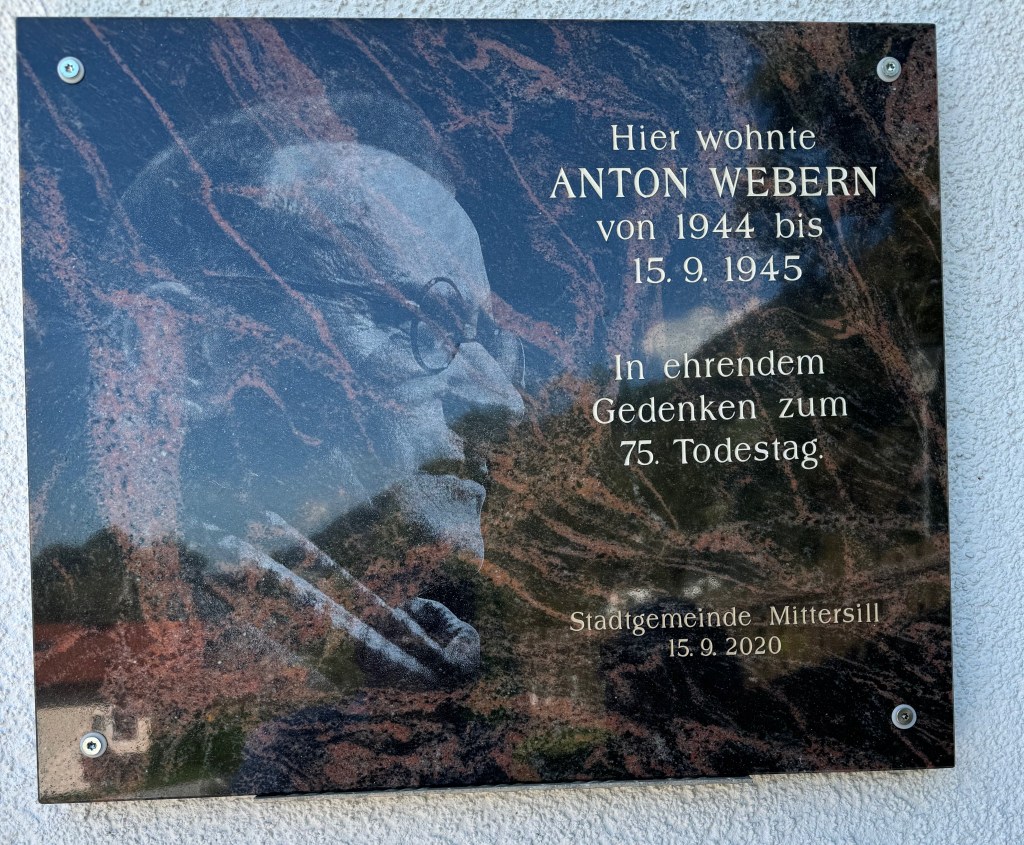 Hier wohnte
ANTON WEBERN
von 1944 bis
15. 9. 1945
In ehrendem
Gedenken zum
75. Todestag.
Stadtgemeinde Mittersill
15. 9. 2020